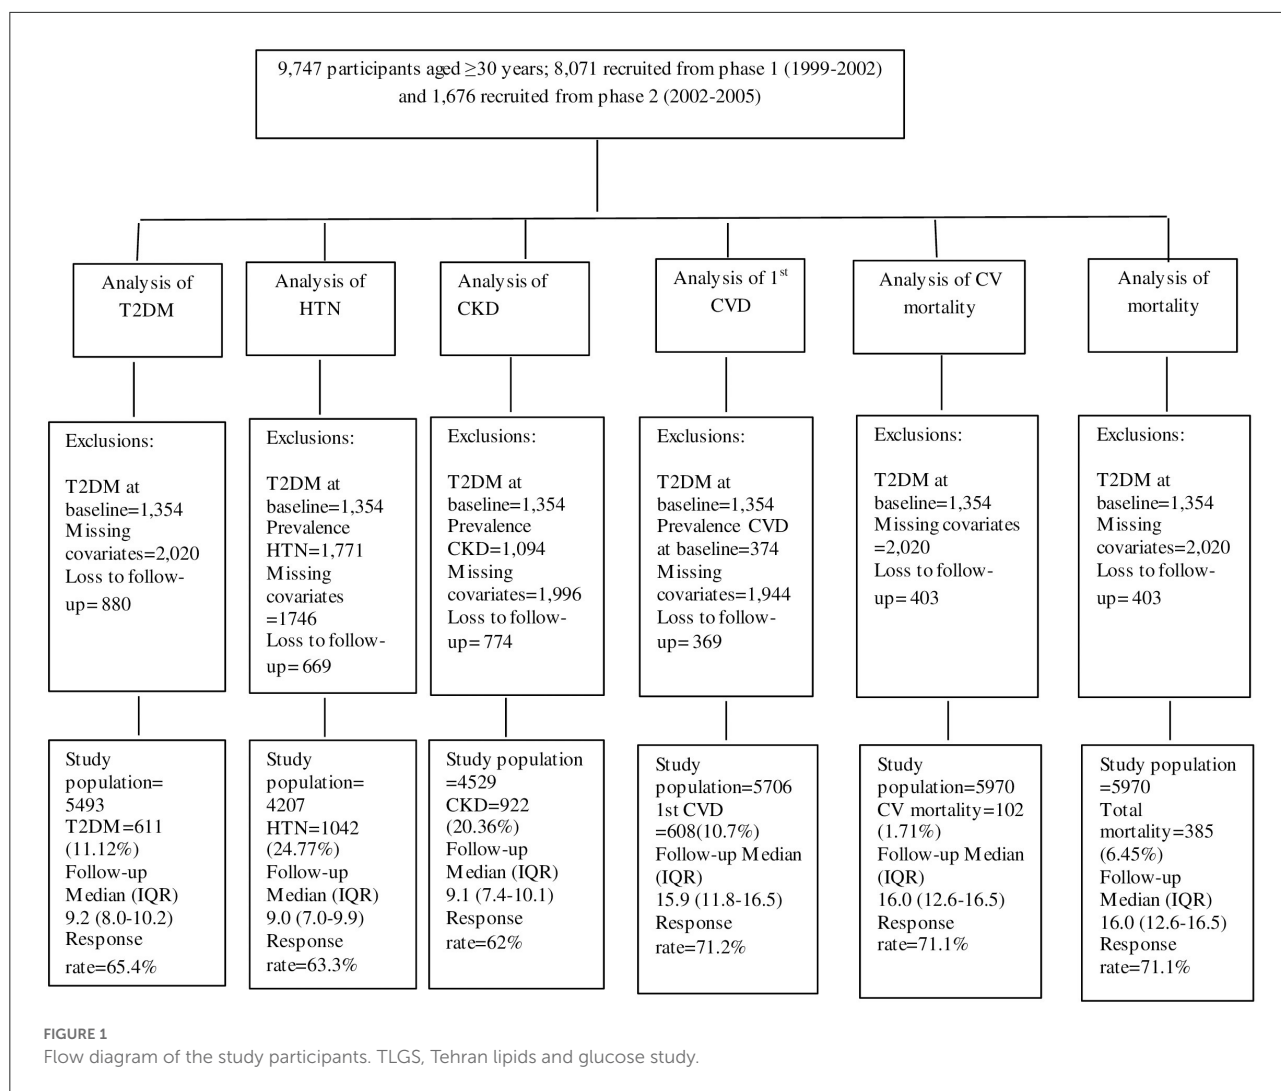 9,747 participants aged ≥30 years; 8,071 recruited from phase 1 (1999-2002)
and 1,676 recruited from phase 2 (2002-2005)
Analysis of
T2DM
Analysis of
HTN
Analysis of
CKD
Analysis of 1st
CVD
Analysis of CV
mortality
Analysis of
mortality
Exclusions:
T2DM at
baseline=1,354
Missing
covariates=2,020
Loss to follow-
up= 880
Exclusions:
T2DM at
baseline=1,354
Prevalence
HTN=1,771
Missing
covariates
=1746
Loss to follow-
up= 669
Exclusions:
T2DM at
baseline=1,354
Prevalence
CKD=1,094
Missing
covariates=1,996
Loss to follow-
up= 774
Exclusions:
T2DM at
baseline=1,354
Prevalence CVD
at baseline=374
Missing
covariates=1,944
Loss to follow-
up= 369
Exclusions:
T2DM at
baseline=1,354
Missing covariates
=2,020
Loss to follow-
up= 403
Exclusions:
T2DM at
baseline=1,354
Missing
covariates=2,020
Loss to follow-
up= 403
Study
population=
5493
T2DM=611
(11.12%)
Follow-up
Median (IQR)
9.2 (8.0-10.2)
Response
rate=65.4%
Study
population=
4207
HTN=1042
(24.77%)
Follow-up
Median (IQR)
9.0 (7.0-9.9)
Response
rate=63.3%
Study population
=4529
CKD=922
(20.36%)
Follow-up
Median (IQR)
9.1 (7.4-10.1)
Response
rate=62%
Study
population=5706
1st CVD
=608(10.7%)
Follow-up Median
(IQR)
15.9 (11.8-16.5)
Response
rate=71.2%
Study
population=5970
CV mortality=102
(1.71%)
Follow-up Median
(IQR)
16.0 (12.6-16.5)
Response
rate=71.1%
Study population
=5970
Total
mortality=385
(6.45%)
Follow-up
Median (IQR)
16.0 (12.6-16.5)
Response
rate=71.1%
FIGURE 1
Flow diagram of the study participants. TLGS, Tehran lipids and glucose study.